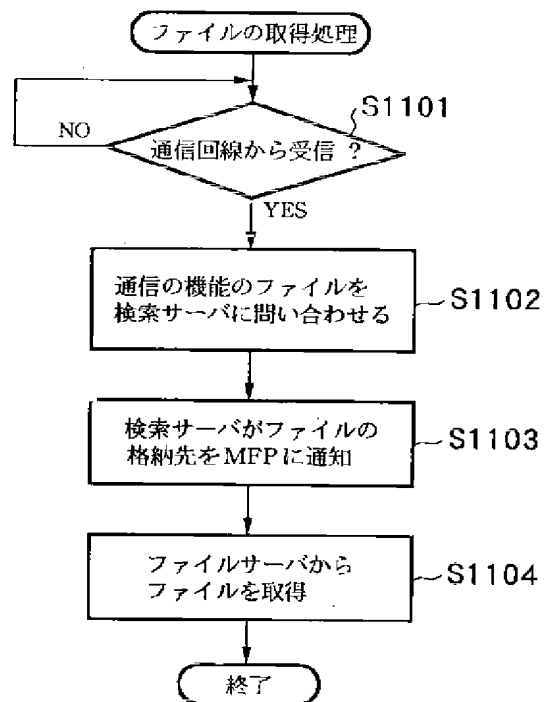 ファイルの取得処理
S1101
NO
通信回線から受信 ?
YES
通信の機能のファイルを
検索サーバに問い合わせる
S1102
検索サーバがファイルの
格納先をMFPに通知
S1103
ファイルサーバから
ファイルを取得
S1104
終了